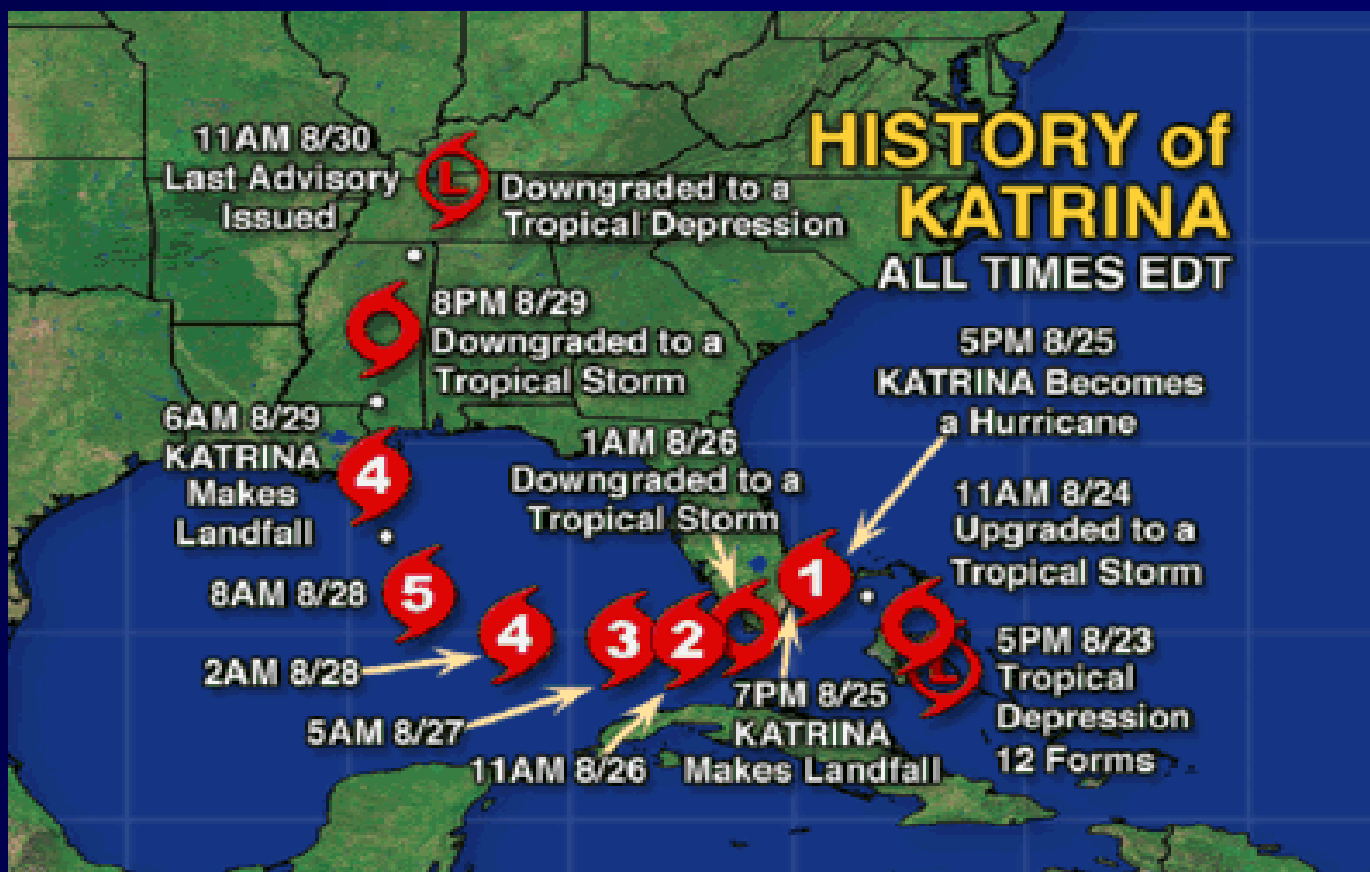 HISTORY of
KATRINA
ALL TIMES EDT
11AM 8/30
Last Advisory
Issued
L
Downgraded to a
Tropical Depression
8PM 8/29
Downgraded to a
Tropical Storm
5PM 8/25
KATRINA Becomes
a Hurricane
6AM 8/29
KATRINA
Makes
Landfall
4
1AM 8/26
Downgraded to a
Tropical Storm
11AM 8/24
Upgraded to a
Tropical Storm
8AM 8/28
5
4
3
2
1
L
2AM 8/28
5AM 8/27
11AM 8/26
7PM 8/25
KATRINA
Makes Landfall
5PM 8/23
Tropical
Depression
12 Forms